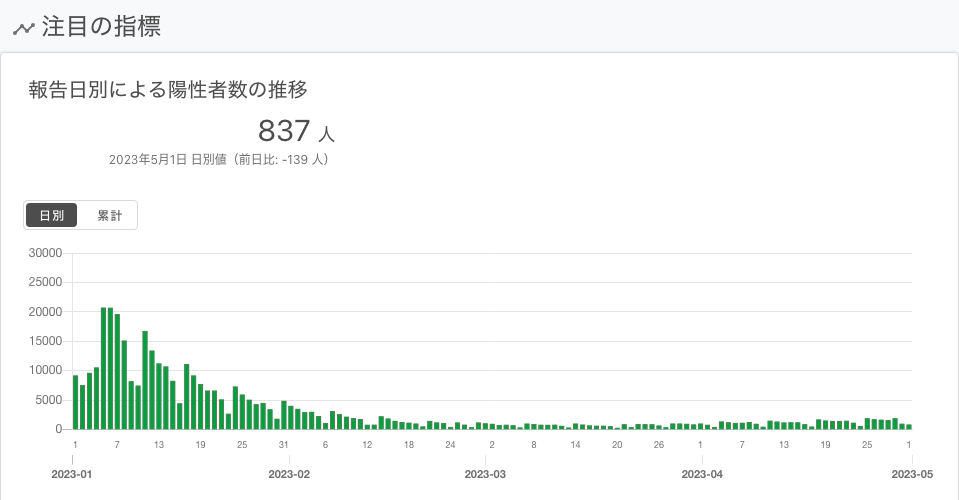 注目の指標
報告日別による陽性者数の推移
837 人
2023年5月1日 日別値（前日比: -139 人）
日別 累計
30000
25000
20000
15000
10000
5000
0
1 7 13 19 25 31 6 12 18 24 2 8 14 20 26 1 7 13 19 25 1
2023-01 2023-02 2023-03 2023-04 2023-05